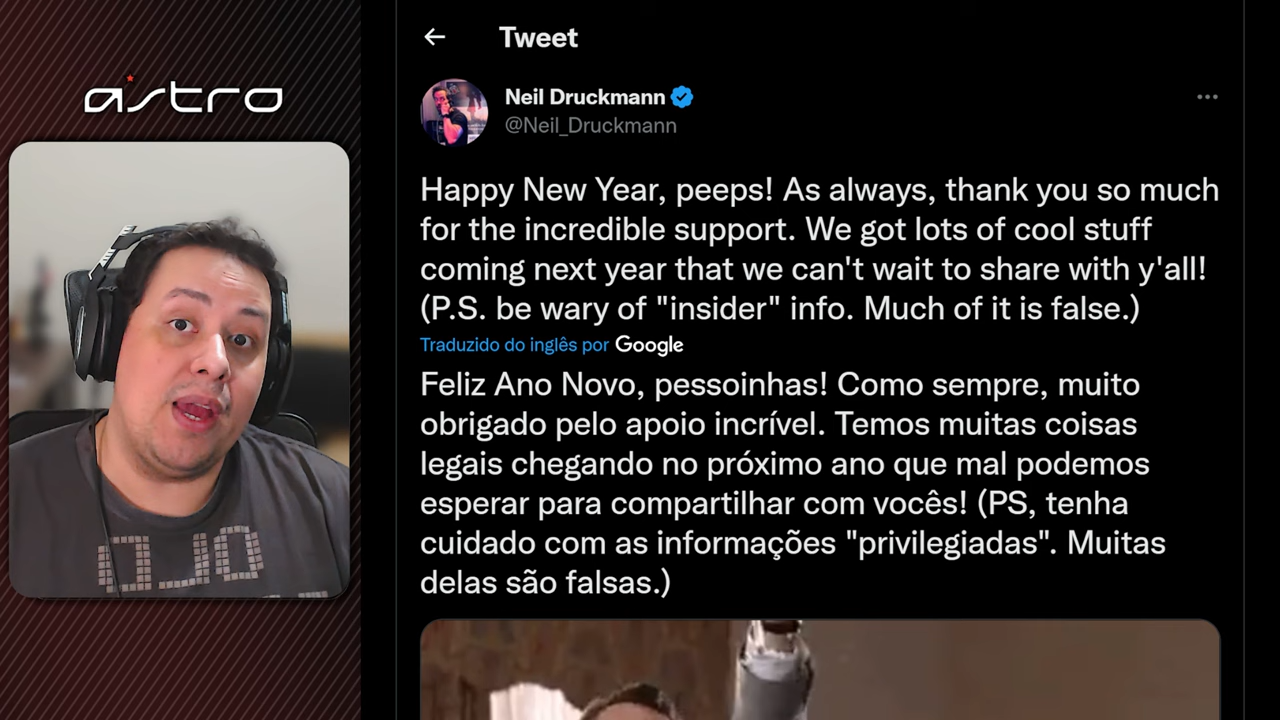 astro
Tweet
Neil Druckmann
@Neil_Druckmann
Happy New Year, peeps! As always, thank you so much
for the incredible support. We got lots of cool stuff
coming next year that we can't wait to share with y'all!
(P.S. be wary of "insider" info. Much of it is false.)
Traduzido do inglês por Google
Feliz Ano Novo, pessoinhas! Como sempre, muito
obrigado pelo apoio incrível. Temos muitas coisas
legais chegando no próximo ano que mal podemos
esperar para compartilhar com vocês! (PS, tenha
cuidado com as informações "privilegiadas". Muitas
delas são falsas.)